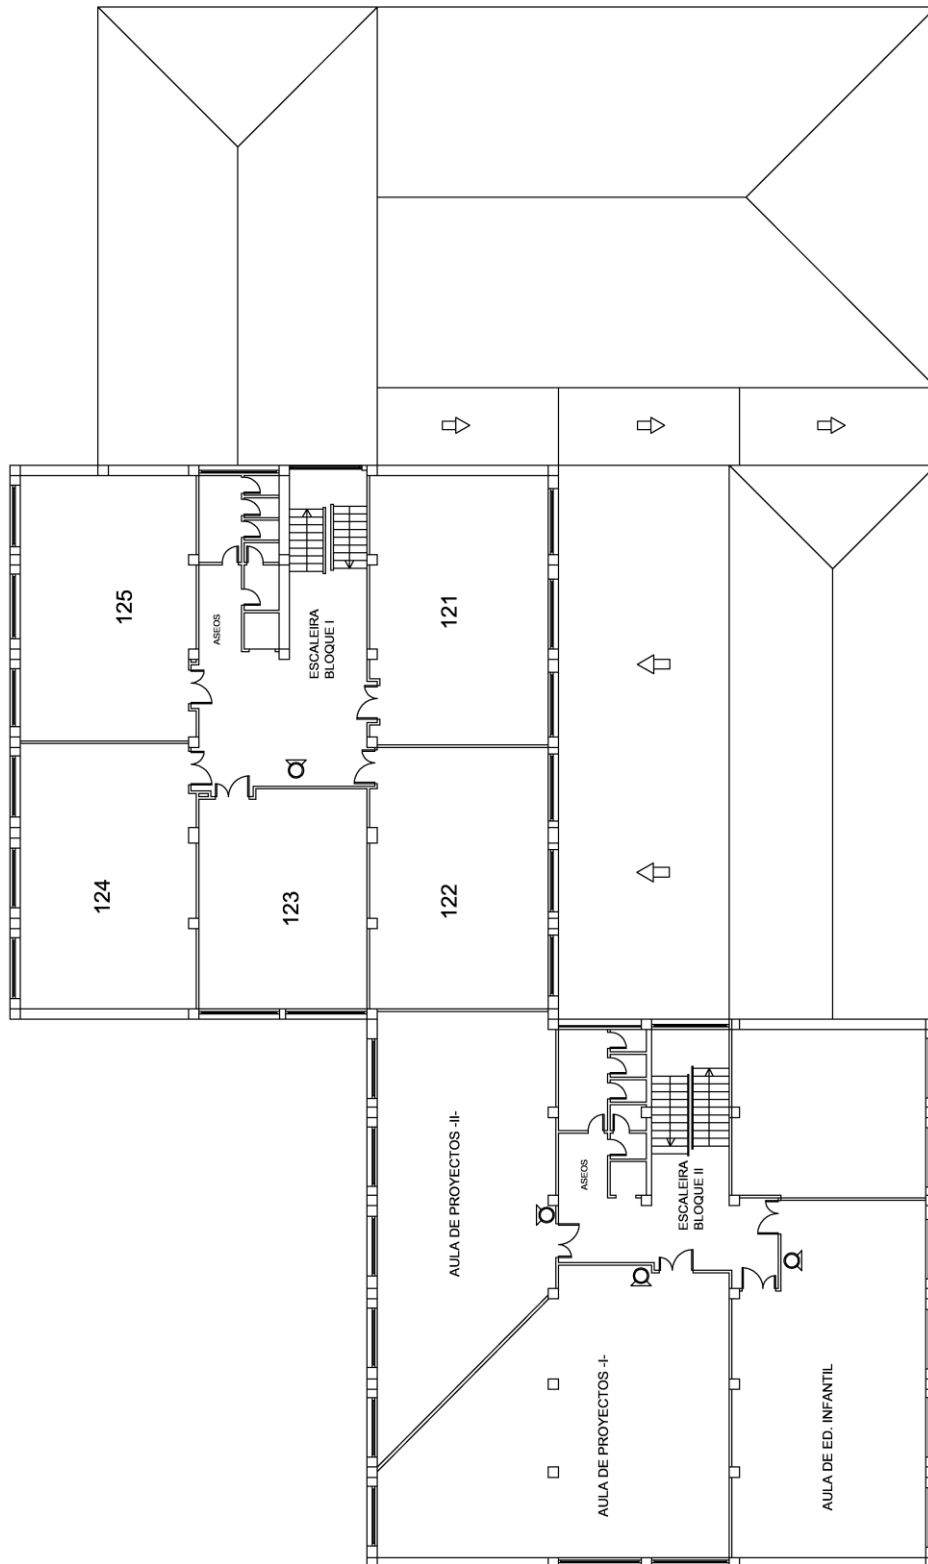 125
ASEOS
ESCALEIRA
BLOQUE I
121
124
123
122
AULA DE PROYECTOS -II-
ASEOS
ESCALEIRA
BLOQUE II
AULA DE PROYECTOS -I-
AULA DE ED. INFANTIL